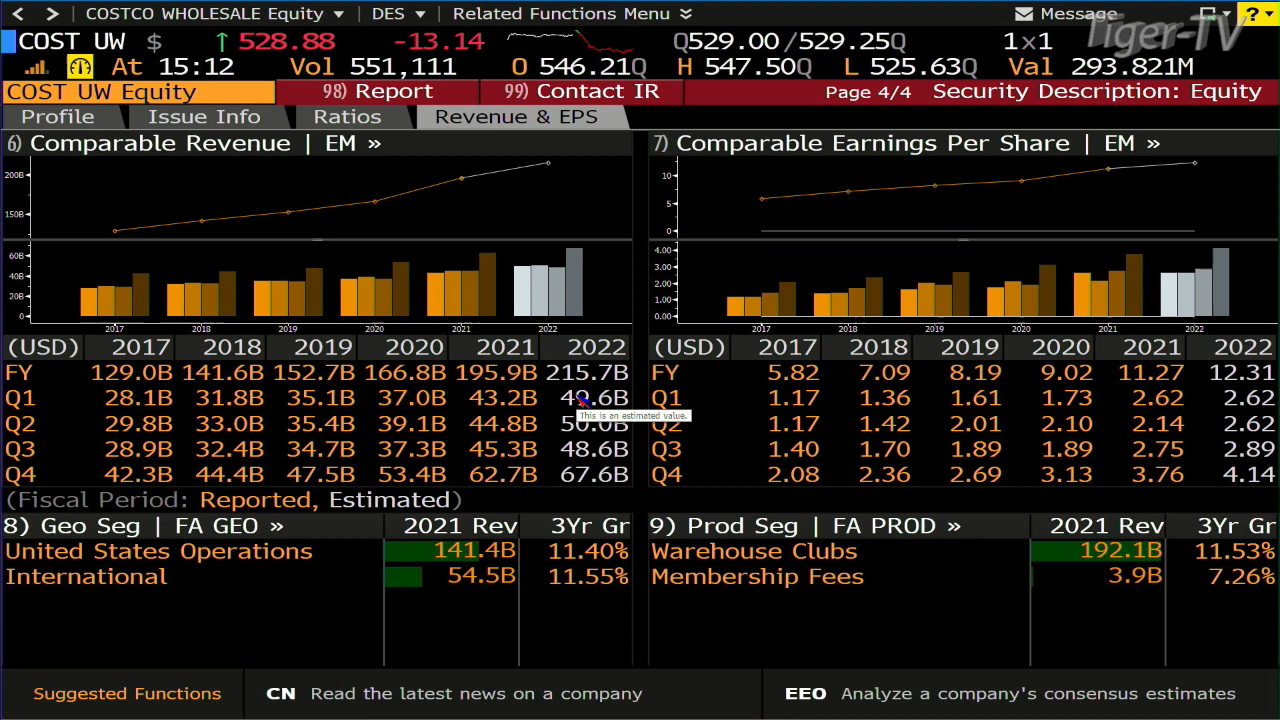 < > COSTCO WHOLESALE Equity DES Related Functions Menu Message ?
Tiger-TV
COST UW $ ↑ 528.88 -13.14 Q529.00/529.25Q 1x1
At 15:12 Vol 551,111 O 546.21Q H 547.50Q L 525.63Q Val 293.821M
COST UW Equity 98) Report 99) Contact IR Page 4/4 Security Description: Equity
Profile Issue Info Ratios Revenue & EPS
6) Comparable Revenue | EM »
200B
150B
60B
40B
20B
0.00
2017 2018 2019 2020 2021 2022
(USD) 2017 2018 2019 2020 2021 2022
FY 129.0B 141.6B 152.7B 166.8B 195.9B 215.7B
Q1 28.1B 31.8B 35.1B 37.0B 43.2B 49.6B
This is an estimated value.
Q2 29.8B 33.0B 35.4B 39.1B 44.8B 50.0B
Q3 28.9B 32.4B 34.7B 37.3B 45.3B 48.6B
Q4 42.3B 44.4B 47.5B 53.4B 62.7B 67.6B
7) Comparable Earnings Per Share | EM »
10
5
0
4.00
3.00
2.00
1.00
0.00
2017 2018 2019 2020 2021 2022
(USD) 2017 2018 2019 2020 2021 2022
FY 5.82 7.09 8.19 9.02 11.27 12.31
Q1 1.17 1.36 1.61 1.73 2.62 2.62
Q2 1.17 1.42 2.01 2.10 2.14 2.62
Q3 1.40 1.70 1.89 1.89 2.75 2.89
Q4 2.08 2.36 2.69 3.13 3.76 4.14
(Fiscal Period: Reported, Estimated)
8) Geo Seg | FA GEO » 2021 Rev 3Yr Gr
United States Operations 141.4B 11.40%
International 54.5B 11.55%
9) Prod Seg | FA PROD » 2021 Rev 3Yr Gr
Warehouse Clubs 192.1B 11.53%
Membership Fees 3.9B 7.26%
Suggested Functions CN Read the latest news on a company EEO Analyze a company's consensus estimates